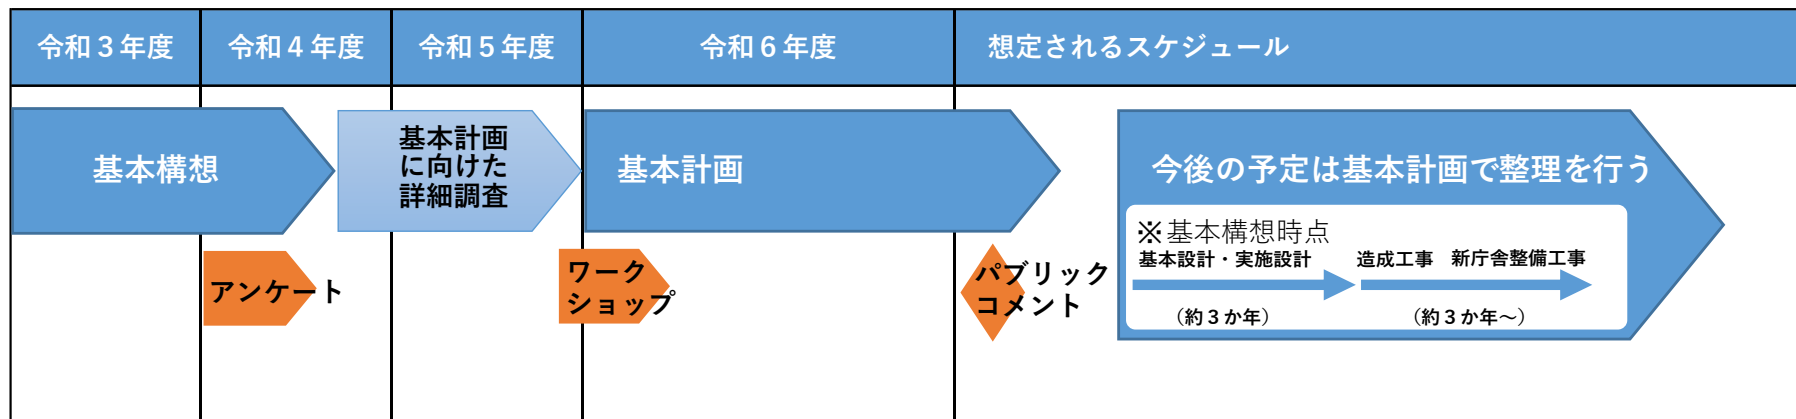 令和３年度
令和４年度
令和５年度
令和６年度
想定されるスケジュール
基本構想
基本計画
に向けた
詳細調査
基本計画
今後の予定は基本計画で整理を行う
※基本構想時点
基本設計・実施設計
造成工事
新庁舎整備工事
（約３か年）
（約３か年～）
アンケート
ワーク
ショップ
パブリック
コメント